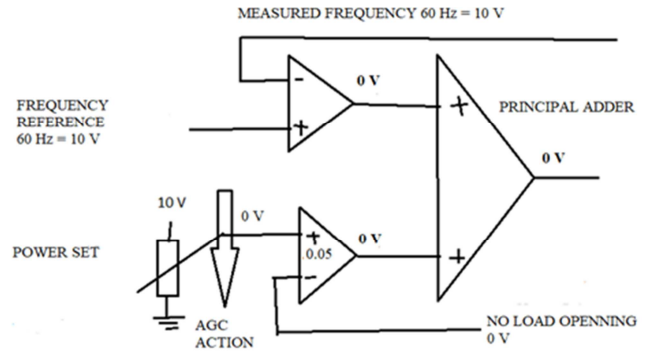 MEASURED FREQUENCY 60 Hz = 10 V
0 V
FREQUENCY
REFERENCE
60 Hz = 10 V
-
+
+
PRINCIPAL ADDER
0 V
10 V
0 V
POWER SET
+
0.05
-
0 V
+
AGC
ACTION
NO LOAD OPENNING
0 V